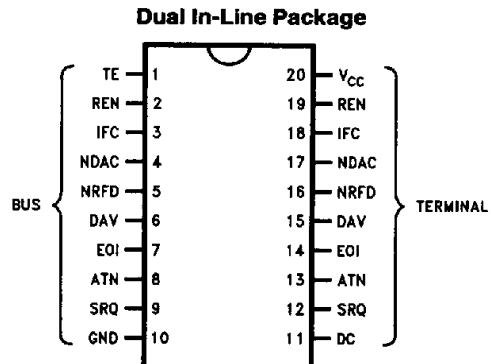 Dual In-Line Package
TE 1 20 VCC
REN 2 19 REN
IFC 3 18 IFC
NDAC 4 17 NDAC
NRFD 5 16 NRFD
BUS TERMINAL
DAV 6 15 DAV
EOI 7 14 EOI
ATN 8 13 ATN
SRQ 9 12 SRQ
GND 10 11 DC